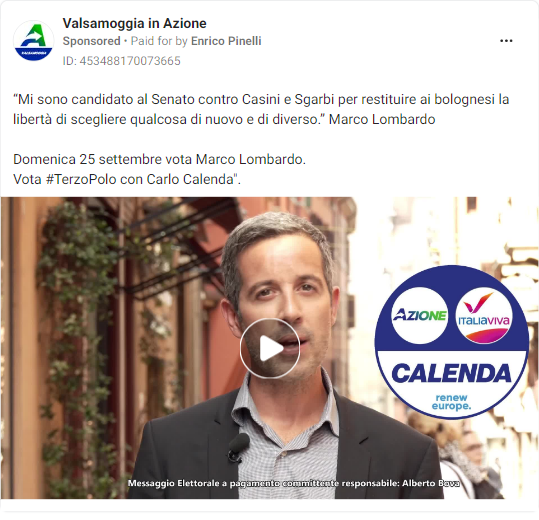 Valsamoggia in Azione
Sponsored • Paid for by Enrico Pinelli
ID: 453488170073665
“Mi sono candidato al Senato contro Casini e Sgarbi per restituire ai bolognesi la
libertà di scegliere qualcosa di nuovo e di diverso.” Marco Lombardo
Domenica 25 settembre vota Marco Lombardo.
Vota #TerzoPolo con Carlo Calenda".
AZIONE
ITALIAVIVA
CALENDA
renew
europe.
Messaggio Elettorale a pagamento committente responsabile: Alberto Bova